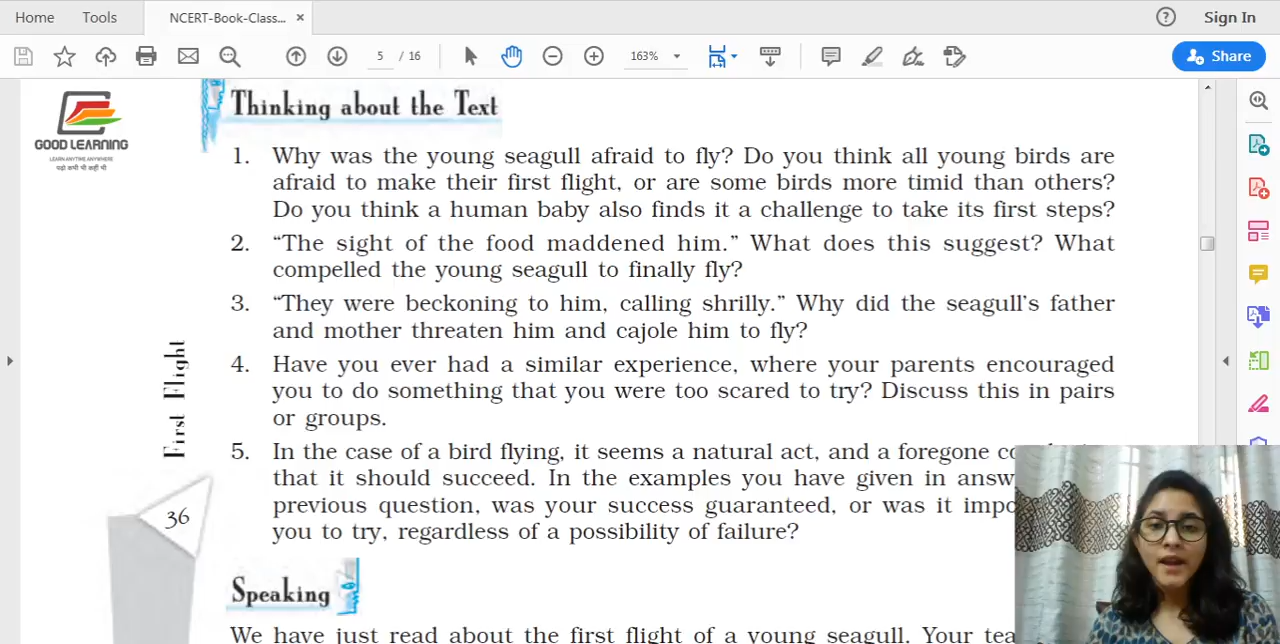 Home Tools NCERT-Book-Class... × Sign In
5 / 16 163% Share
GOOD LEARNING
LEARN ANYTIME ANYWHERE
पढ़ो कभी भी कहीं भी
Thinking about the Text
1. Why was the young seagull afraid to fly? Do you think all young birds are
afraid to make their first flight, or are some birds more timid than others?
Do you think a human baby also finds it a challenge to take its first steps?
2. “The sight of the food maddened him.” What does this suggest? What
compelled the young seagull to finally fly?
3. “They were beckoning to him, calling shrilly.” Why did the seagull’s father
and mother threaten him and cajole him to fly?
4. Have you ever had a similar experience, where your parents encouraged
you to do something that you were too scared to try? Discuss this in pairs
or groups.
5. In the case of a bird flying, it seems a natural act, and a foregone
that it should succeed. In the examples you have given in
previous question, was your success guaranteed, or was it
you to try, regardless of a possibility of failure?
First Flight
36
Speaking
We have just read about the first flight of a young seagull. Your